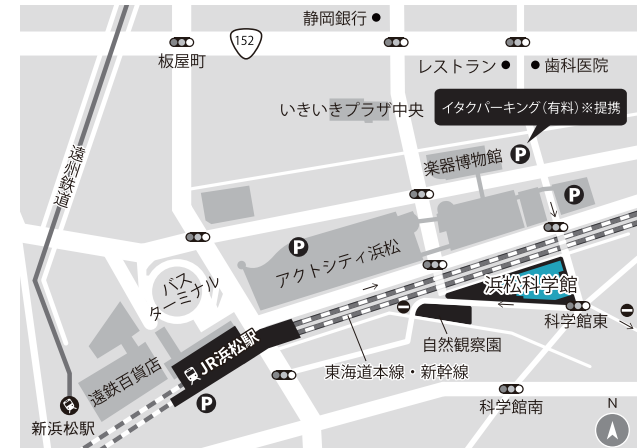 静岡銀行
152
板屋町
レストラン
歯科医院
いきいきプラザ中央
イタクパーキング（有料）※提携
楽器博物館
P
遠州鉄道
P
P
アクトシティ浜松
バス
ターミナル
浜松科学館
科学館東
自然観察園
JR浜松駅
東海道本線・新幹線
遠鉄百貨店
P
科学館南
新浜松駅
N